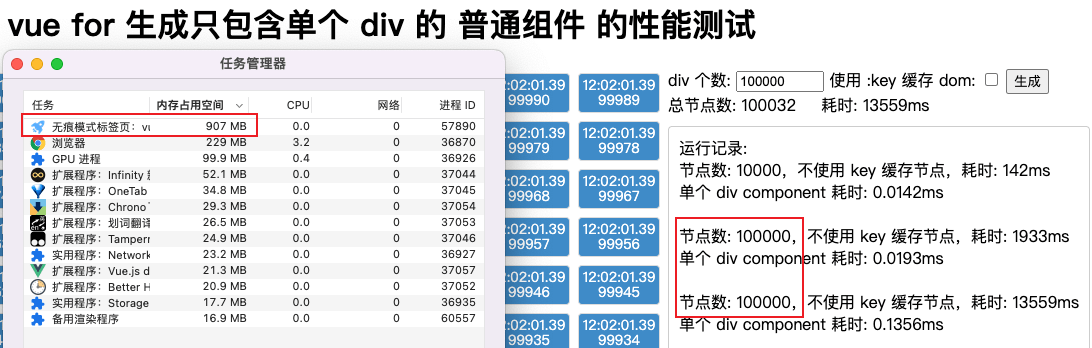 vue for 生成只包含单个 div 的 普通组件 的性能测试
任务管理器
任务 内存占用空间 CPU 网络 进程 ID
无痕模式标签页：vu 907 MB 0.0 0 57890
浏览器 229 MB 3.2 0 36870
GPU 进程 99.9 MB 0.4 0 36926
扩展程序：Infinity 新 52.1 MB 0.0 0 37044
扩展程序：OneTab 34.8 MB 0.0 0 37045
扩展程序：Chrono 29.3 MB 0.0 0 37054
扩展程序：划词翻译 26.5 MB 0.0 0 37053
扩展程序：Tamperm 24.9 MB 0.0 0 37046
实用程序：Network 23.2 MB 0.0 0 36927
扩展程序：Vue.js d 21.3 MB 0.0 0 37057
扩展程序：Better H 20.9 MB 0.0 0 37052
实用程序：Storage 17.7 MB 0.0 0 36935
备用渲染程序 16.9 MB 0.0 0 60557
12:02:01.39 12:02:01.39
99990 99989
12:02:01.39 12:02:01.39
99979 99978
12:02:01.39 12:02:01.39
99968 99967
12:02:01.39 12:02:01.39
99957 99956
12:02:01.39 12:02:01.39
99946 99945
12:02:01.39 12:02:01.39
99935 99934
div 个数: 100000 使用 :key 缓存 dom: 生成
总节点数: 100032 耗时: 13559ms
运行记录:
节点数: 10000，不使用 key 缓存节点，耗时: 142ms
单个 div component 耗时: 0.0142ms
节点数: 100000，不使用 key 缓存节点，耗时: 1933ms
单个 div component 耗时: 0.0193ms
节点数: 100000，不使用 key 缓存节点，耗时: 13559ms
单个 div component 耗时: 0.1356ms